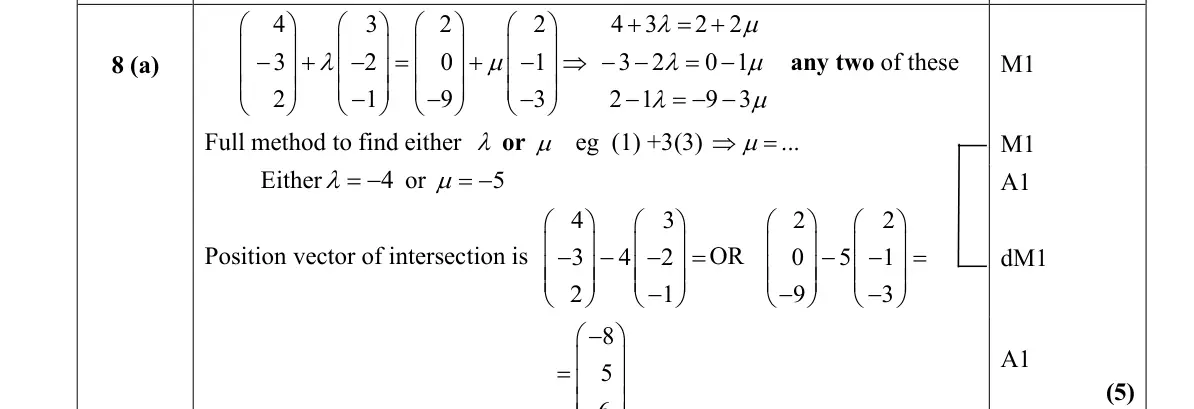 8 (a) ( 4 −3 2 ) + λ ( 3 −2 −1 ) = ( 2 0 −9 ) + μ ( 2 −1 −3 ) ⇒ 4 + 3λ = 2 + 2μ −3 − 2λ = 0 − 1μ any two of these 2 − 1λ = −9 − 3μ M1
Full method to find either λ or μ eg (1) +3(3) ⇒ μ = ... M1
Either λ = −4 or μ = −5 A1
Position vector of intersection is ( 4 −3 2 ) − 4 ( 3 −2 −1 ) = OR ( 2 0 −9 ) − 5 ( 2 −1 −3 ) = dM1
= ( −8 5 6 ) A1
(5)